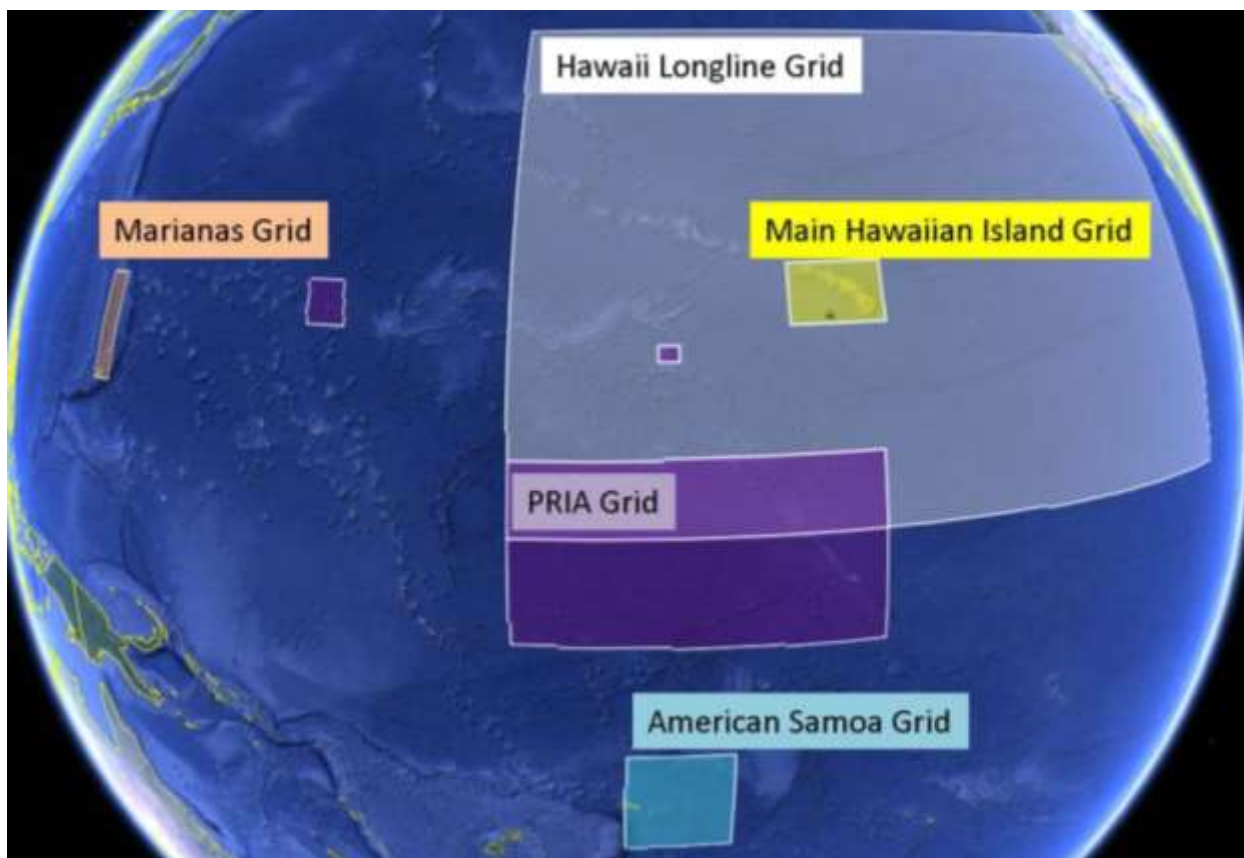 Hawaii Longline Grid
Marianas Grid
Main Hawaiian Island Grid
PRIA Grid
American Samoa Grid